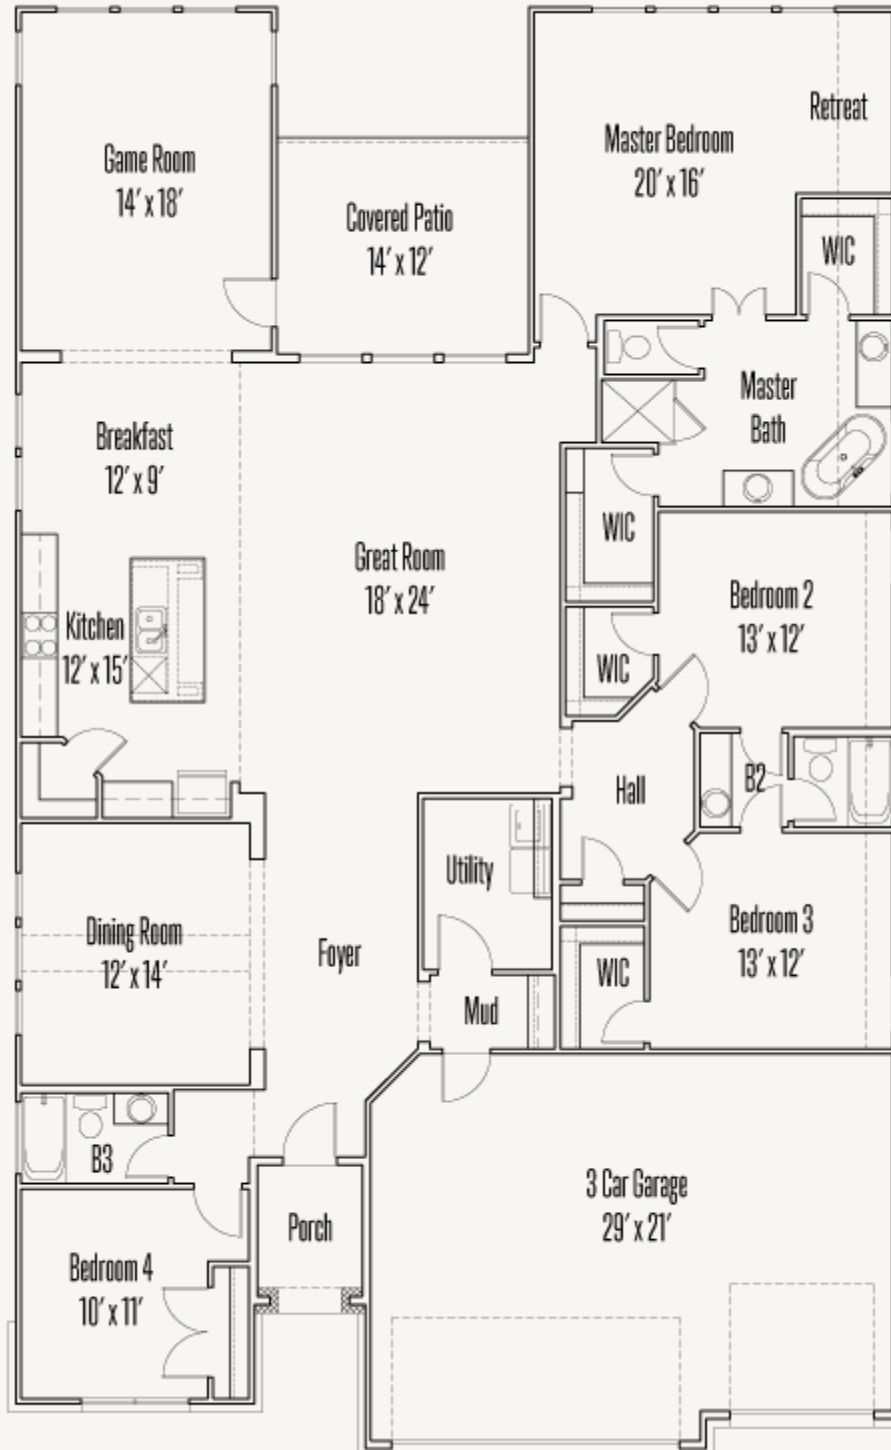 Game Room
14′ x 18′
Covered Patio
14′ x 12′
Master Bedroom
20′ x 16′
Retreat
WIC
Master
Bath
Breakfast
12′ x 9′
Great Room
18′ x 24′
WIC
Kitchen
12′ x 15′
Bedroom 2
13′ x 12′
WIC
Hall
B2
Utility
Dining Room
12′ x 14′
Foyer
Bedroom 3
13′ x 12′
WIC
Mud
B3
3 Car Garage
29′ x 21′
Porch
Bedroom 4
10′ x 11′